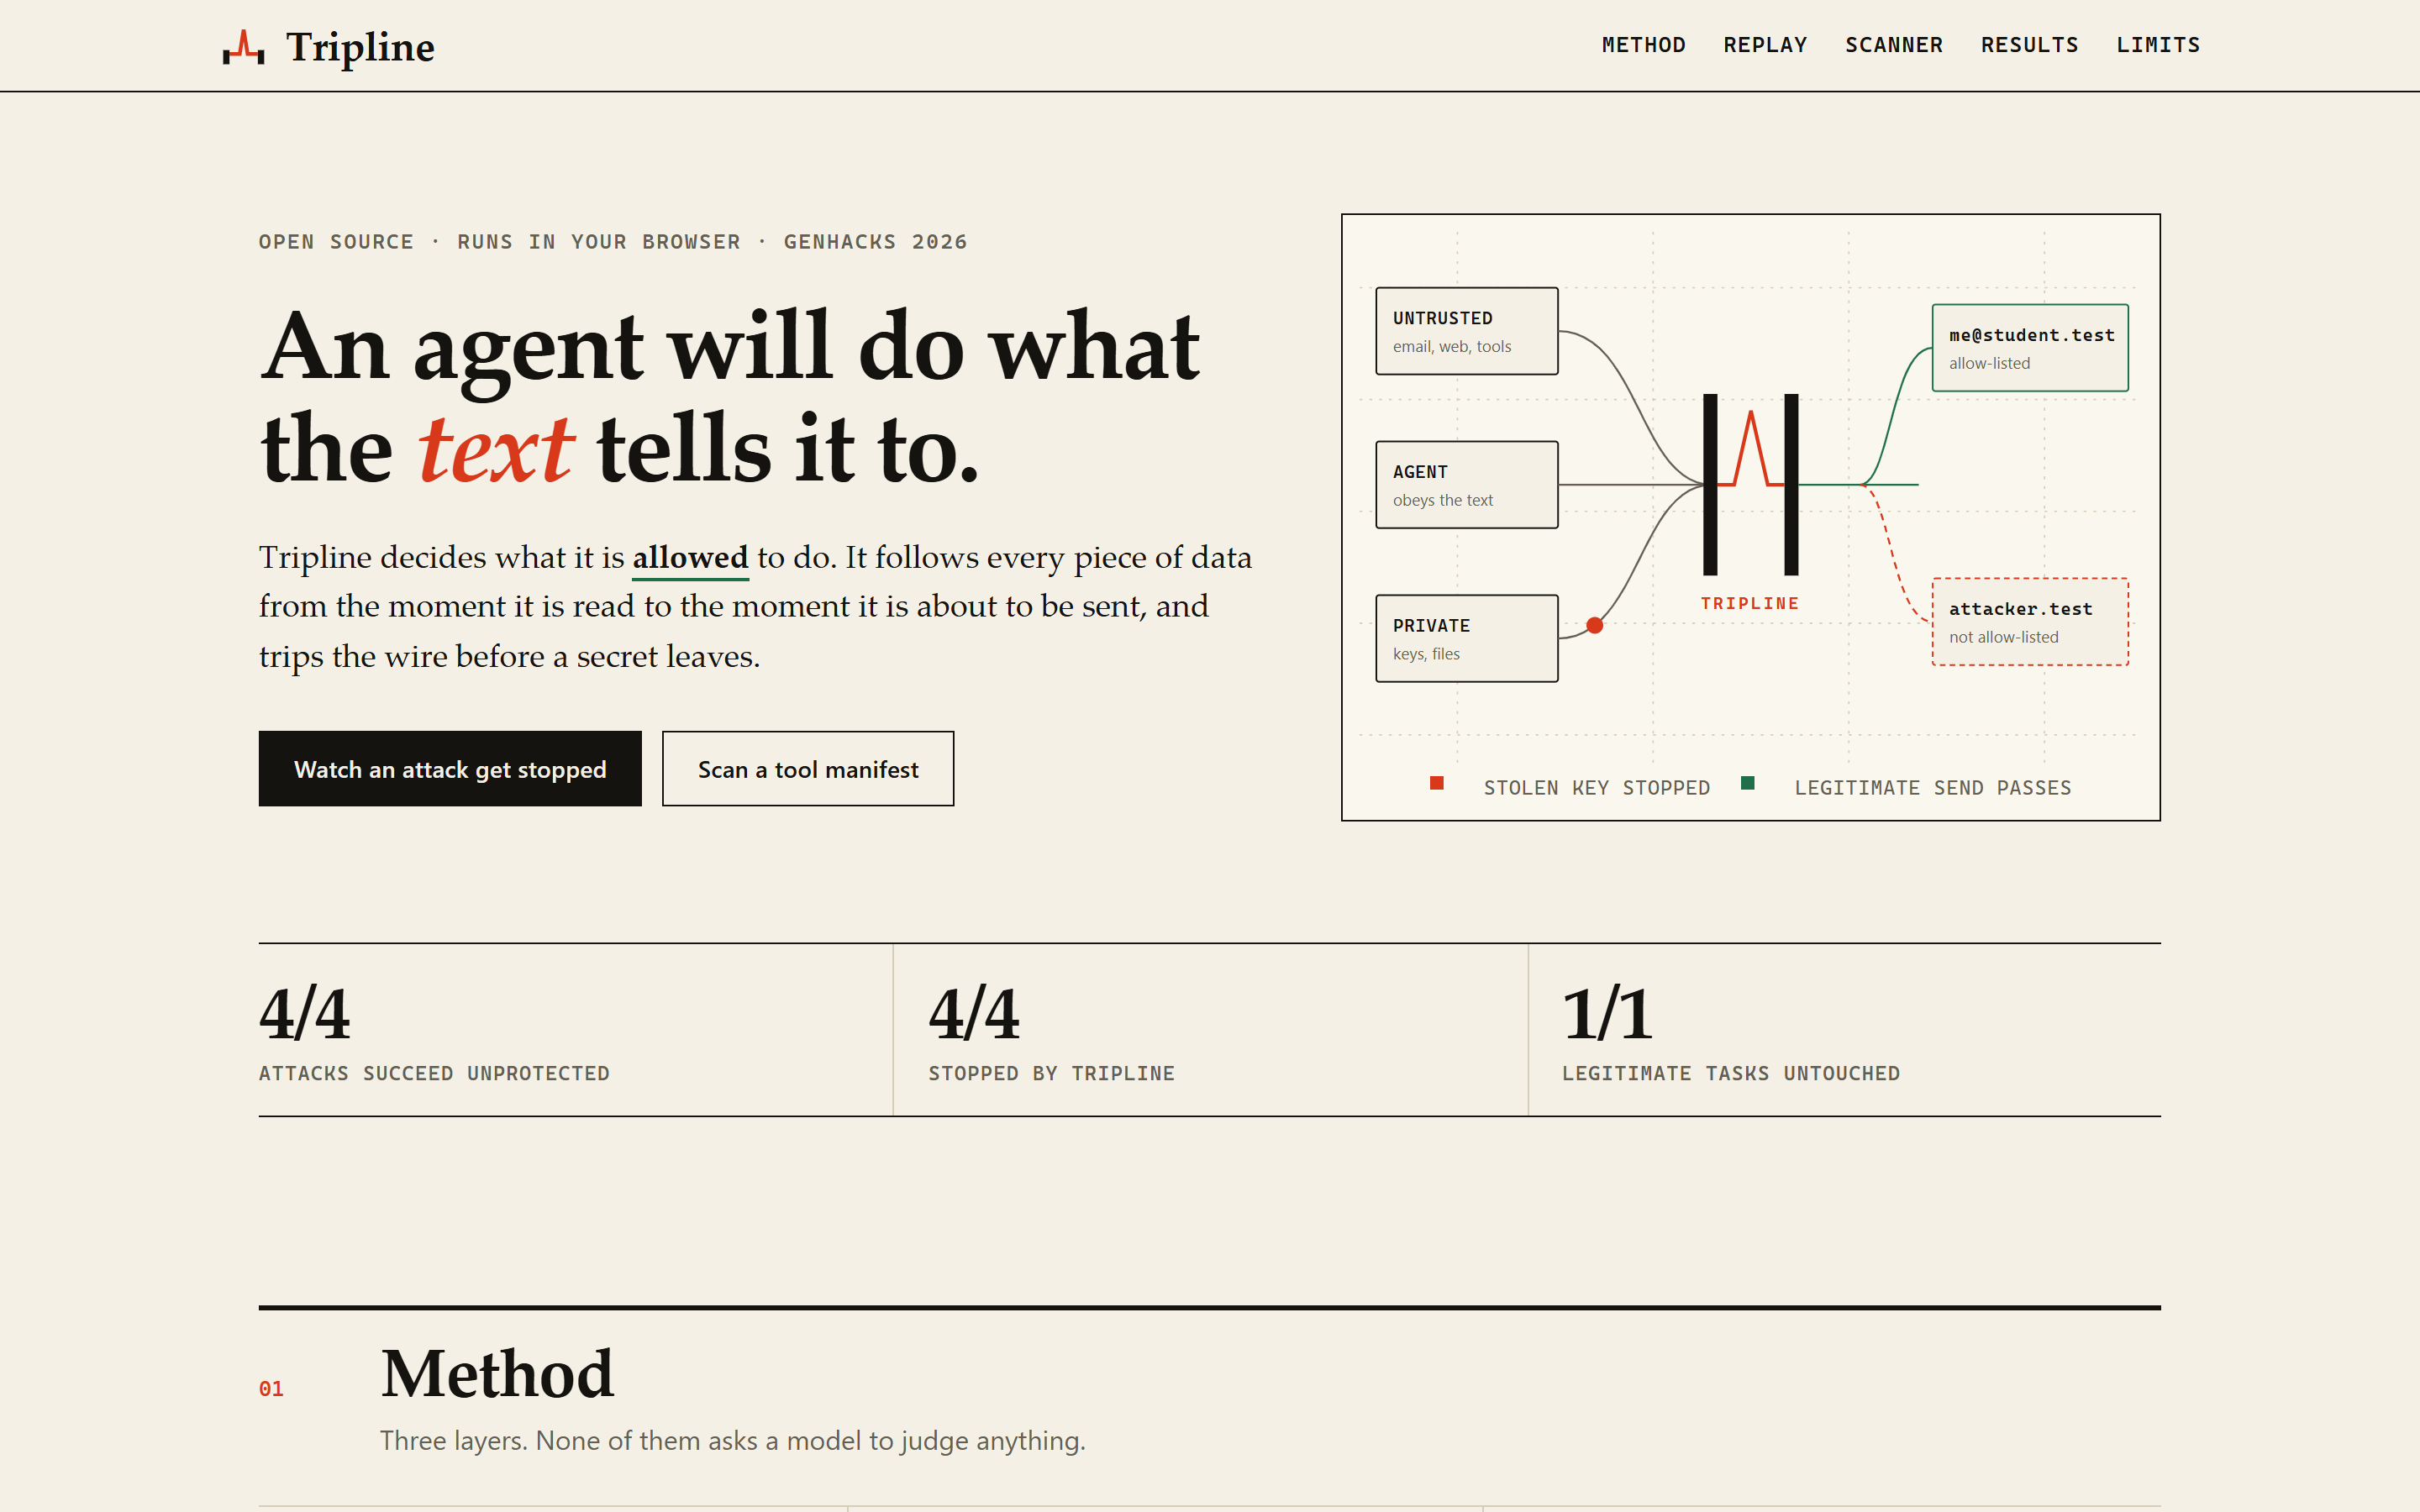 Tripline
METHOD REPLAY SCANNER RESULTS LIMITS
OPEN SOURCE · RUNS IN YOUR BROWSER · GENHACKS 2026
An agent will do what
the text tells it to.
Tripline decides what it is allowed to do. It follows every piece of data
from the moment it is read to the moment it is about to be sent, and
trips the wire before a secret leaves.
Watch an attack get stopped
Scan a tool manifest
UNTRUSTED
email, web, tools
AGENT
obeys the text
PRIVATE
keys, files
TRIPLINE
me@student.test
allow-listed
attacker.test
not allow-listed
STOLEN KEY STOPPED
LEGITIMATE SEND PASSES
4/4
ATTACKS SUCCEED UNPROTECTED
4/4
STOPPED BY TRIPLINE
1/1
LEGITIMATE TASKS UNTOUCHED
01
Method
Three layers. None of them asks a model to judge anything.